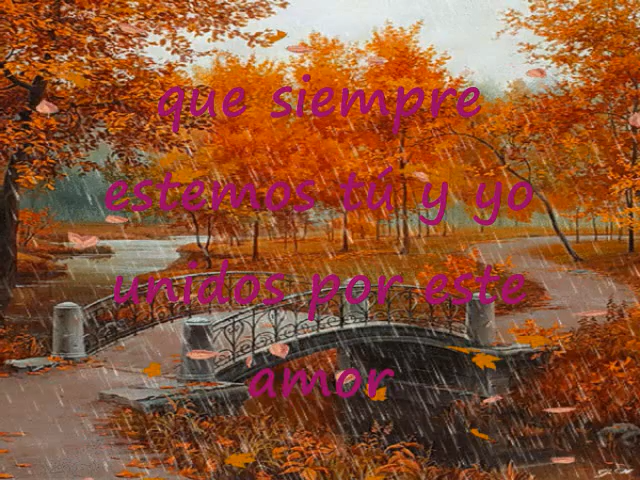 que siempre
estemos tú y yo
unidos por este
amor